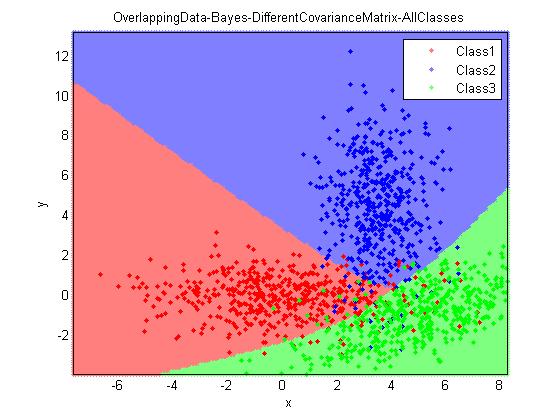 OverlappingData-Bayes-DifferentCovarianceMatrix-AllClasses
Class1
Class2
Class3
12
10
8
6
4
2
0
-2
y
-6 -4 -2 0 2 4 6 8
x